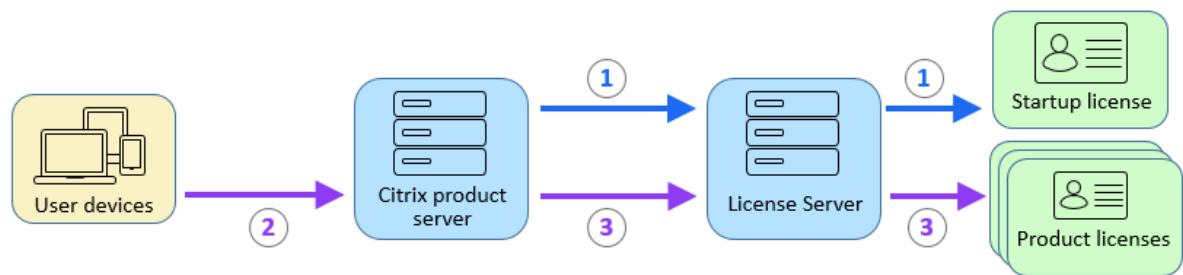 1
1
Startup license
User devices
2
Citrix product
server
3
License Server
3
Product licenses